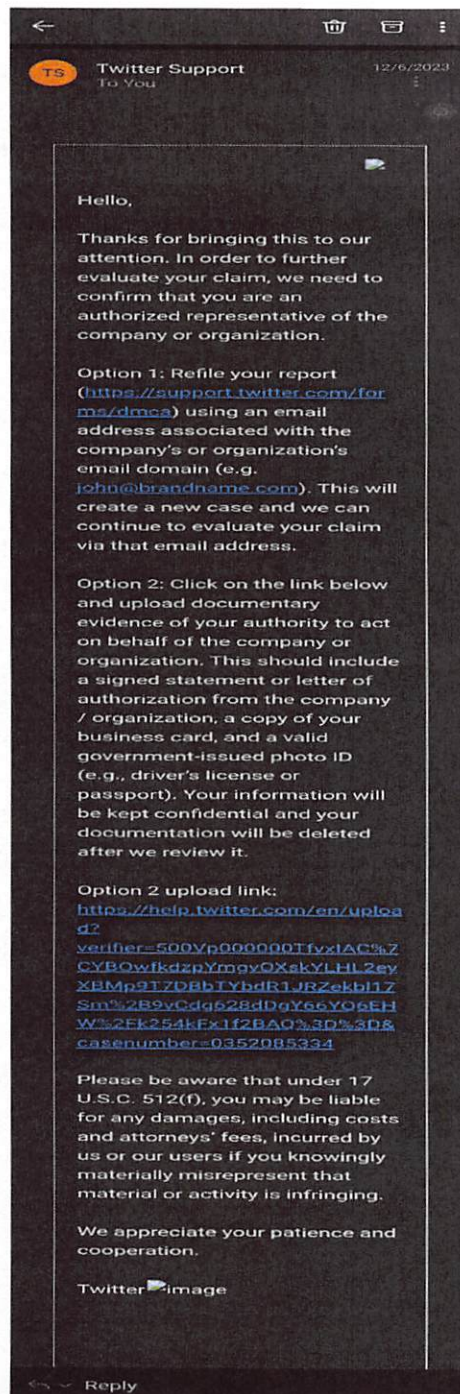 TS
Twitter Support
12/6/2023
To You
Hello,
Thanks for bringing this to our
attention. In order to further
evaluate your claim, we need to
confirm that you are an
authorized representative of the
company or organization.
Option 1: Refile your report
(https://support.twitter.com/for
ms/dmca) using an email
address associated with the
company's or organization's
email domain (e.g.
john@brandname.com). This will
create a new case and we can
continue to evaluate your claim
via that email address.
Option 2: Click on the link below
and upload documentary
evidence of your authority to act
on behalf of the company or
organization. This should include
a signed statement or letter of
authorization from the company
/ organization, a copy of your
business card, and a valid
government-issued photo ID
(e.g., driver's license or
passport). Your information will
be kept confidential and your
documentation will be deleted
after we review it.
Option 2 upload link:
https://help.twitter.com/en/uploa
d?
verifier=500Vp000000TfvxIAC%7
CYBOwfkdzpYmgvOXskYLHL2ey
XBMp917DBbTYbdR1JRZekbl17
Sm%2B9vCdg628dDgY66YO6EH
W%2Fk254kFx1f2BAQ%3D%3D&
casenumber=0352085334
Please be aware that under 17
U.S.C. 512(f), you may be liable
for any damages, including costs
and attorneys' fees, incurred by
us or our users if you knowingly
materially misrepresent that
material or activity is infringing.
We appreciate your patience and
cooperation.
Twitter image
Reply